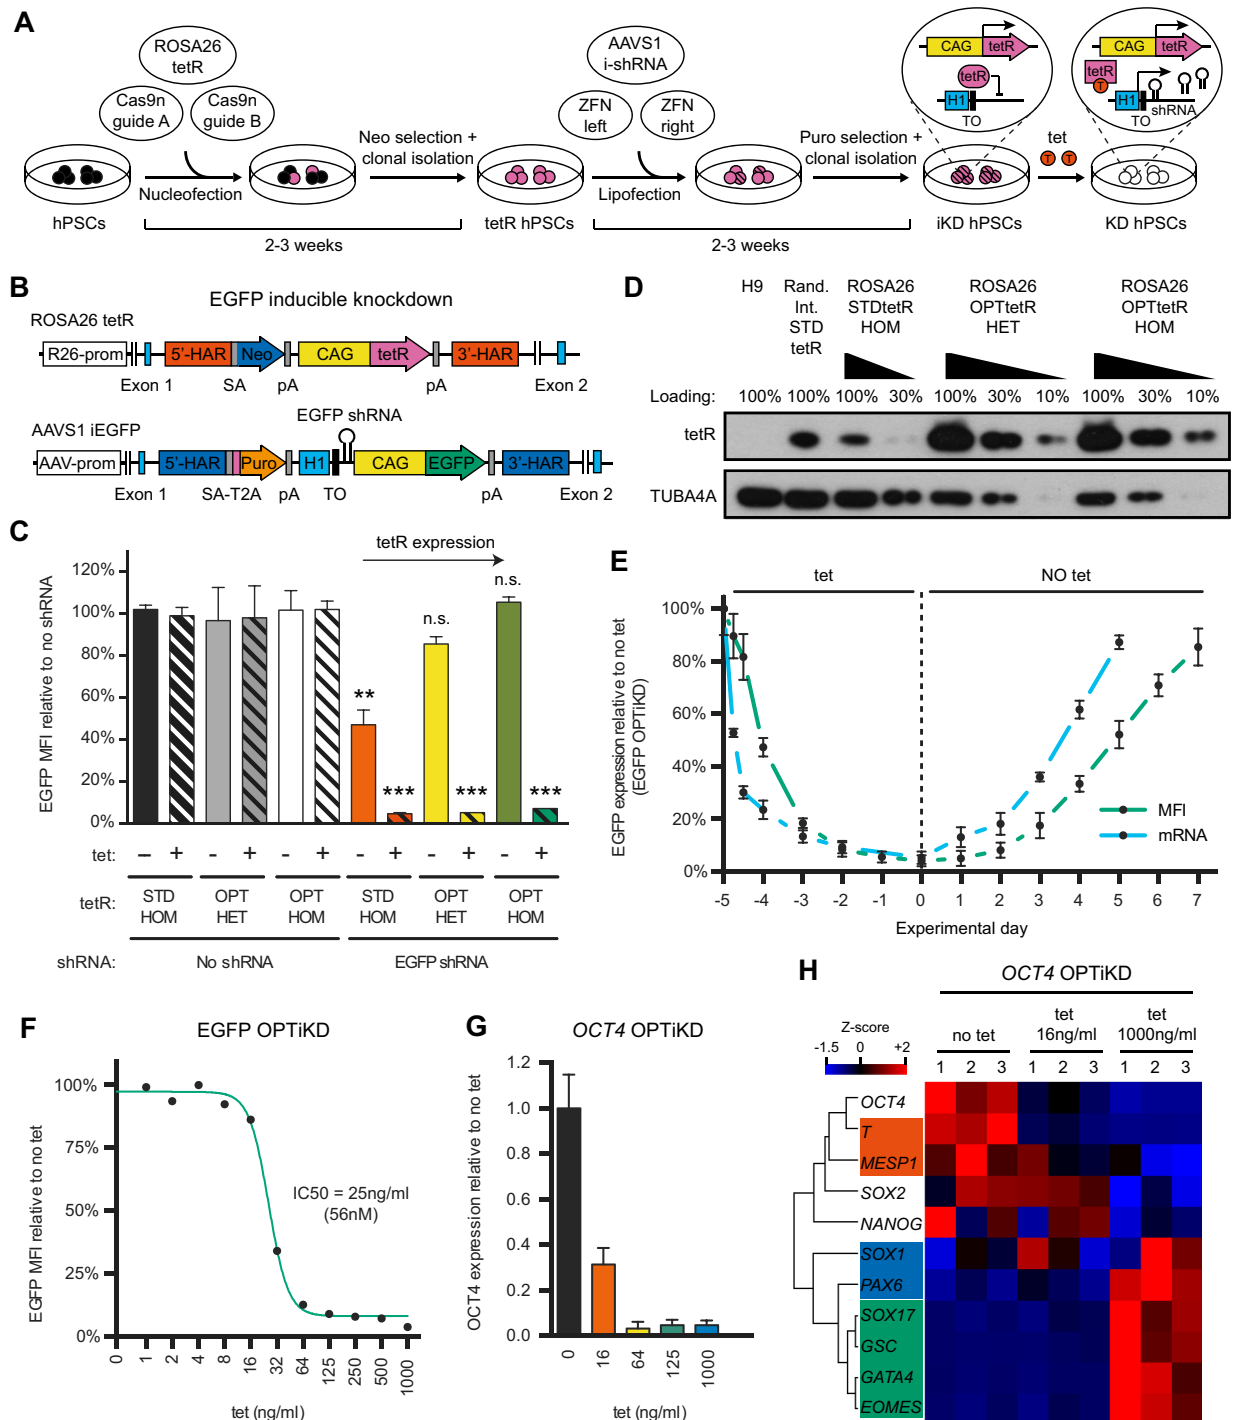 A
ROSA26
tetR
Cas9n
guide A
Cas9n
guide B
Nucleofection
hPSCs
Neo selection +
clonal isolation
2-3 weeks
tetR hPSCs
AAVS1
i-shRNA
ZFN
left
ZFN
right
Lipofection
Puro selection +
clonal isolation
2-3 weeks
CAG
tetR
tetR
H1
TO
iKD hPSCs
tet
T T
CAG
tetR
tetR
T
H1
TO
shRNA
KD hPSCs
B
EGFP inducible knockdown
ROSA26 tetR
R26-prom
5'-HAR
Neo
CAG
tetR
3'-HAR
Exon 1
SA
pA
pA
Exon 2
EGFP shRNA
AAVS1 iEGFP
AAV-prom
5'-HAR
Puro
H1
CAG
EGFP
3'-HAR
Exon 1
SA-T2A
pA
TO
pA
Exon 2
C
tetR expression
EGFP MFI relative to no shRNA
120%
100%
80%
60%
40%
20%
0%
**
***
n.s.
***
n.s.
***
tet: – + - + - + - + - + - +
tetR:
STD
HOM
OPT
HET
OPT
HOM
STD
HOM
OPT
HET
OPT
HOM
shRNA:
No shRNA
EGFP shRNA
D
H9
Rand.
Int.
STD
tetR
ROSA26
STDtetR
HOM
ROSA26
OPTtetR
HET
ROSA26
OPTtetR
HOM
Loading: 100% 100% 100% 30% 100% 30% 10% 100% 30% 10%
tetR
TUBA4A
E
tet
NO tet
EGFP expression relative to no tet
(EGFP OPTiKD)
100%
80%
60%
40%
20%
0%
MFI
mRNA
-5 -4 -3 -2 -1 0 1 2 3 4 5 6 7
Experimental day
F
EGFP OPTiKD
EGFP MFI relative to no tet
100%
75%
50%
25%
0%
IC50 = 25ng/ml
(56nM)
0 1 2 4 8 16 32 64 125 250 500 1000
tet (ng/ml)
G
OCT4 OPTiKD
OCT4 expression relative to no tet
1.2
1.0
0.8
0.6
0.4
0.2
0.0
0 16 64 125 1000
tet (ng/ml)
H
OCT4 OPTiKD
Z-score
-1.5 0 +2
no tet
tet
16ng/ml
tet
1000ng/ml
1 2 3 1 2 3 1 2 3
OCT4
T
MESP1
SOX2
NANOG
SOX1
PAX6
SOX17
GSC
GATA4
EOMES